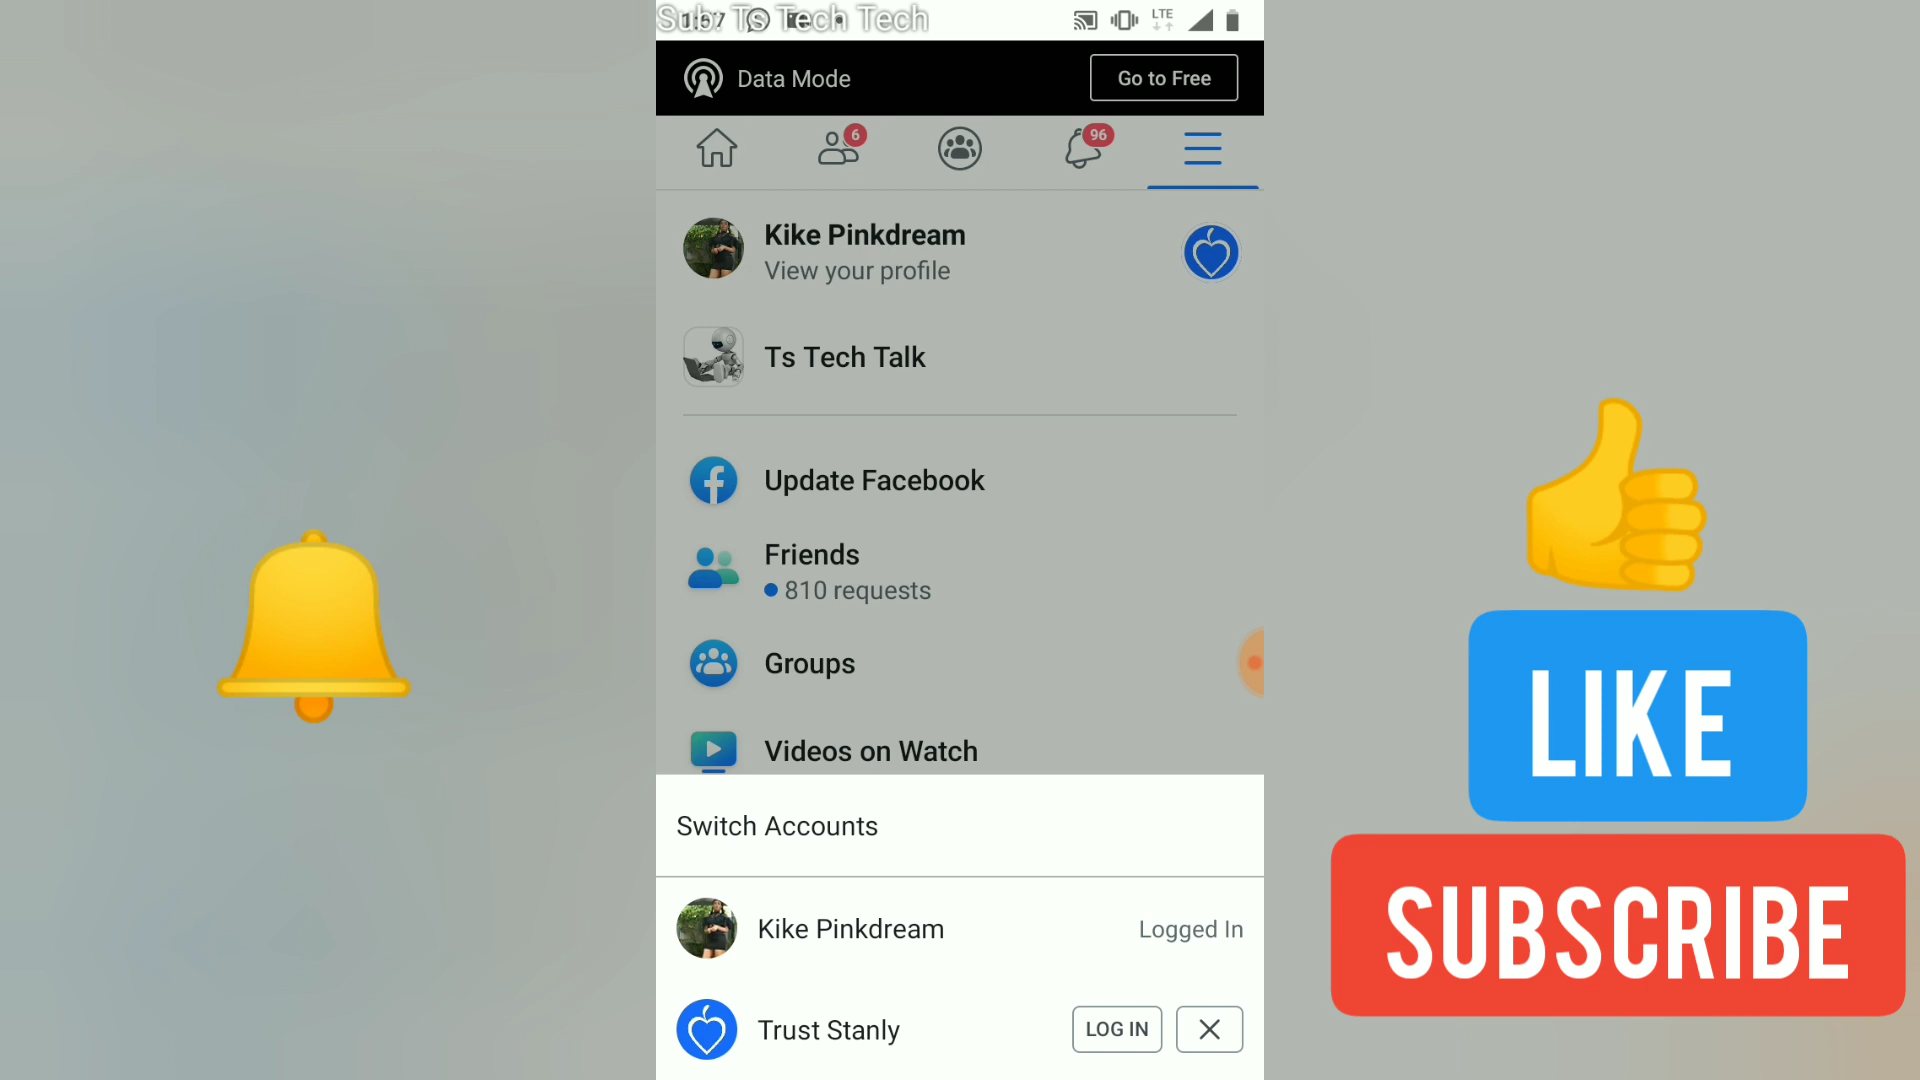 Sub: Ts Tech Tech
LTE
Data Mode
Go to Free
6
96
Kike Pinkdream
View your profile
Ts Tech Talk
Update Facebook
Friends
810 requests
Groups
Videos on Watch
Switch Accounts
Kike Pinkdream
Logged In
Trust Stanly
LOG IN
LIKE
SUBSCRIBE